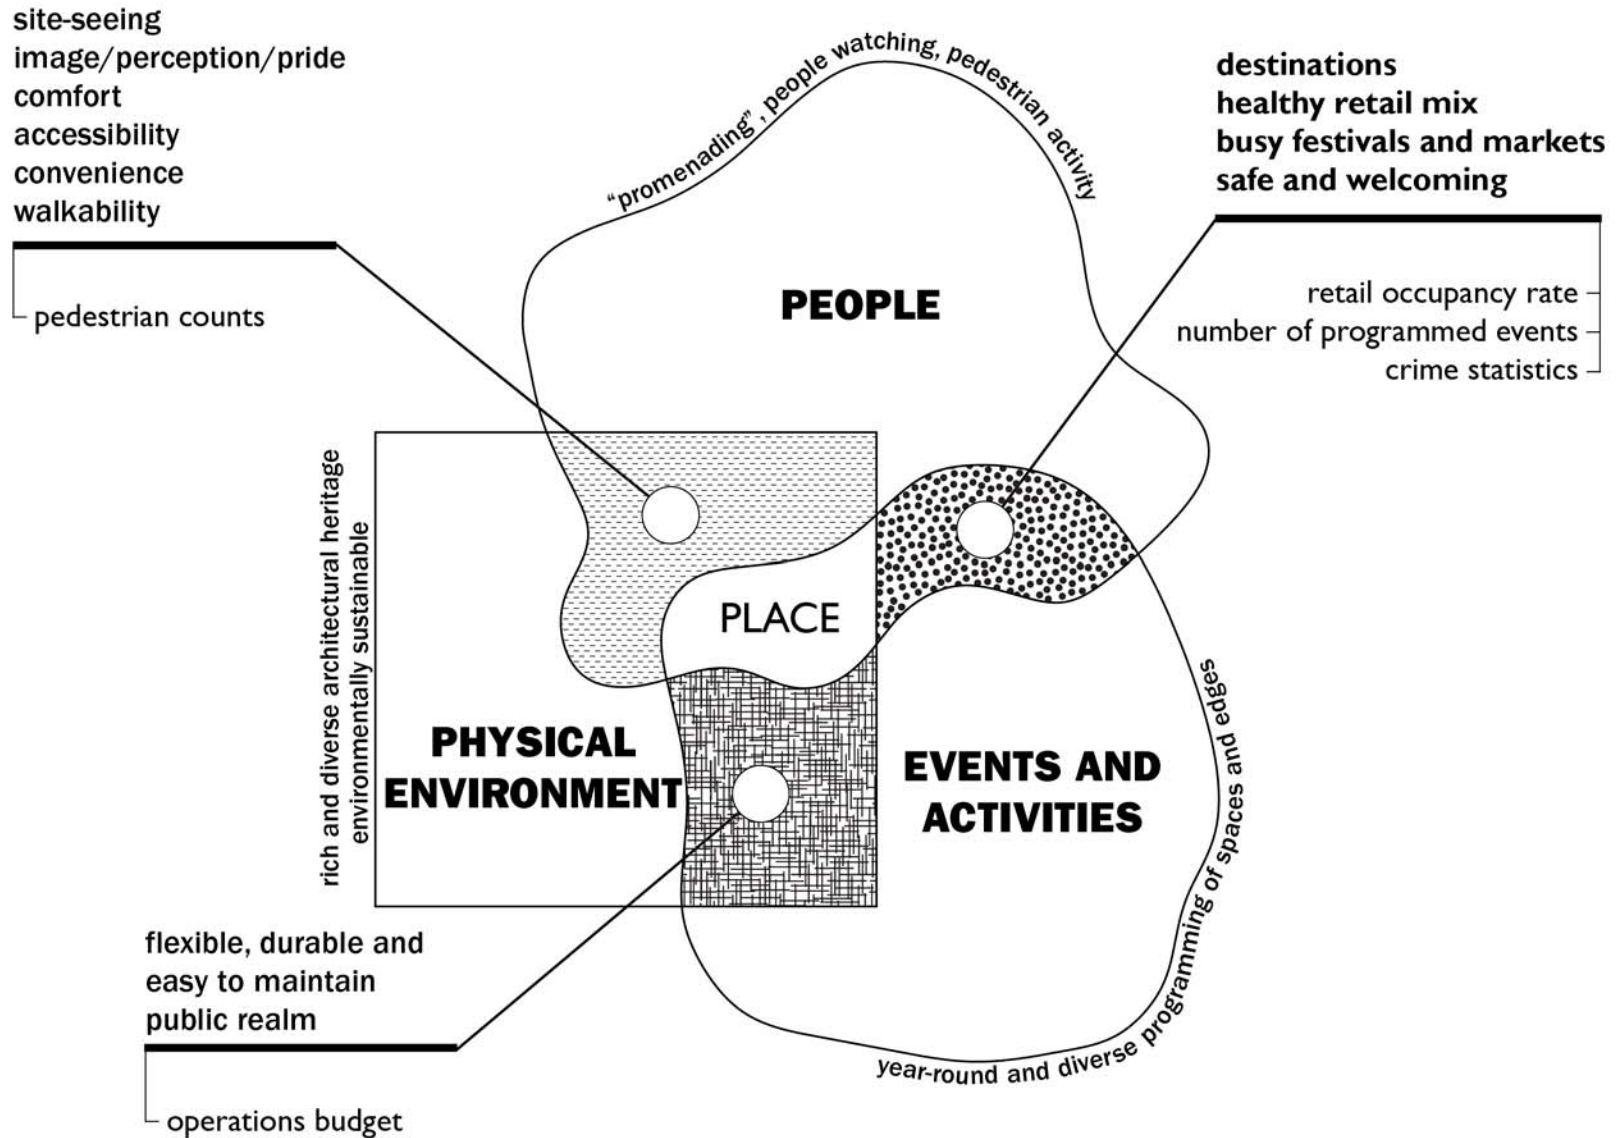 site-seeing
image/perception/pride
comfort
accessibility
convenience
walkability
pedestrian counts
“promenading”, people watching, pedestrian activity
destinations
healthy retail mix
busy festivals and markets
safe and welcoming
retail occupancy rate
number of programmed events
crime statistics
PEOPLE
rich and diverse architectural heritage
environmentally sustainable
PLACE
PHYSICAL
ENVIRONMENT
EVENTS AND
ACTIVITIES
year-round and diverse programming of spaces and edges
flexible, durable and
easy to maintain
public realm
operations budget